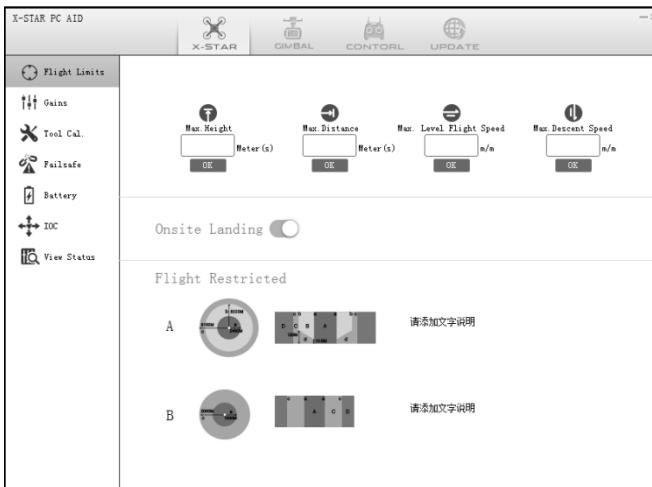 X-STAR PC AID
X-STAR
GIMBAL
CONTORL
UPDATE
Flight Limits
Gains
Tool Cal.
Failsafe
Battery
IOC
View Status
Max.Height
Meter(s)
OK
Max.Distance
Meter(s)
OK
Max. Level Flight Speed
m/m
OK
Max.Descent Speed
m/m
OK
Onsite Landing
Flight Restricted
A
D C B A
请添加文字说明
B
A C D
请添加文字说明